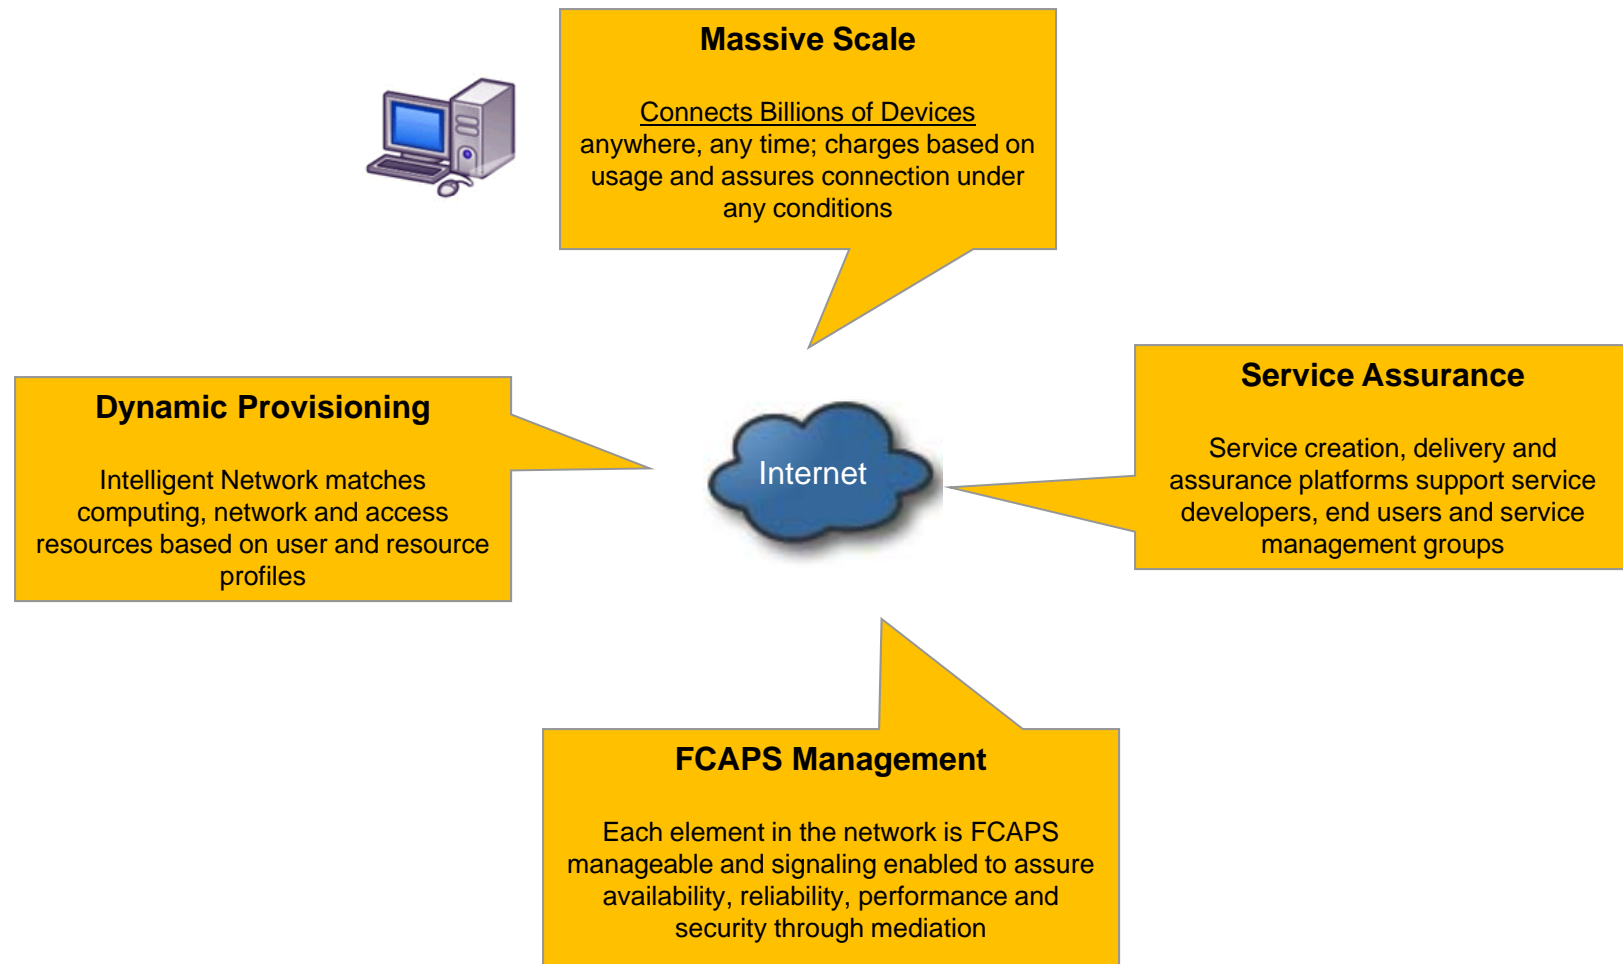 Massive Scale
Connects Billions of Devices
anywhere, any time; charges based on
usage and assures connection under
any conditions
Dynamic Provisioning
Intelligent Network matches
computing, network and access
resources based on user and resource
profiles
Internet
Service Assurance
Service creation, delivery and
assurance platforms support service
developers, end users and service
management groups
FCAPS Management
Each element in the network is FCAPS
manageable and signaling enabled to assure
availability, reliability, performance and
security through mediation